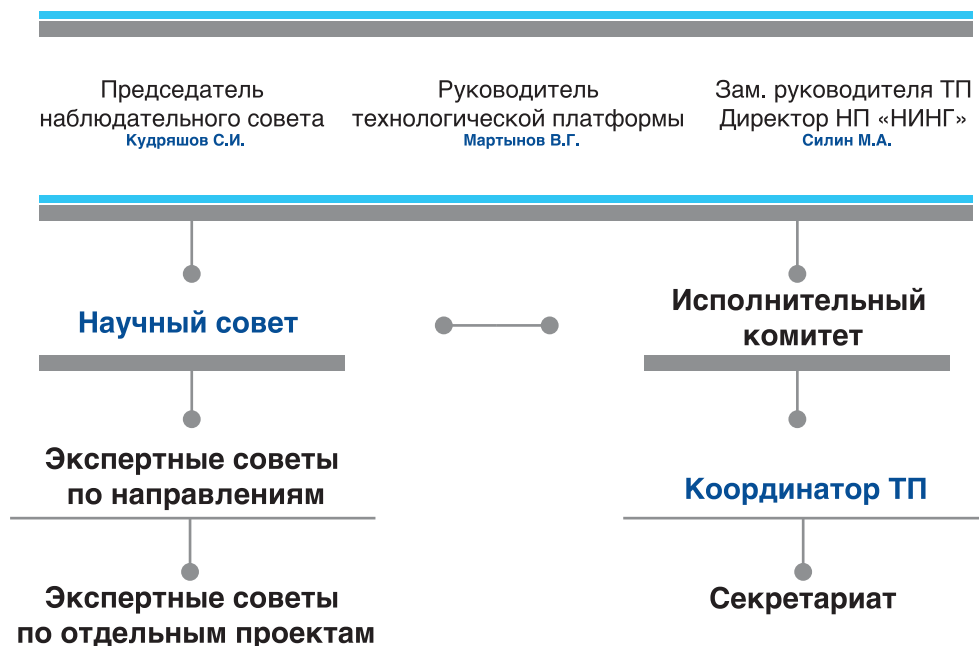 Председатель
наблюдательного совета
Кудряшов С.И.
Руководитель
технологической платформы
Мартынов В.Г.
Зам. руководителя ТП
Директор НП «НИНГ»
Силин М.А.
Научный совет
Исполнительный
комитет
Экспертные советы
по направлениям
Координатор ТП
Экспертные советы
по отдельным проектам
Секретариат